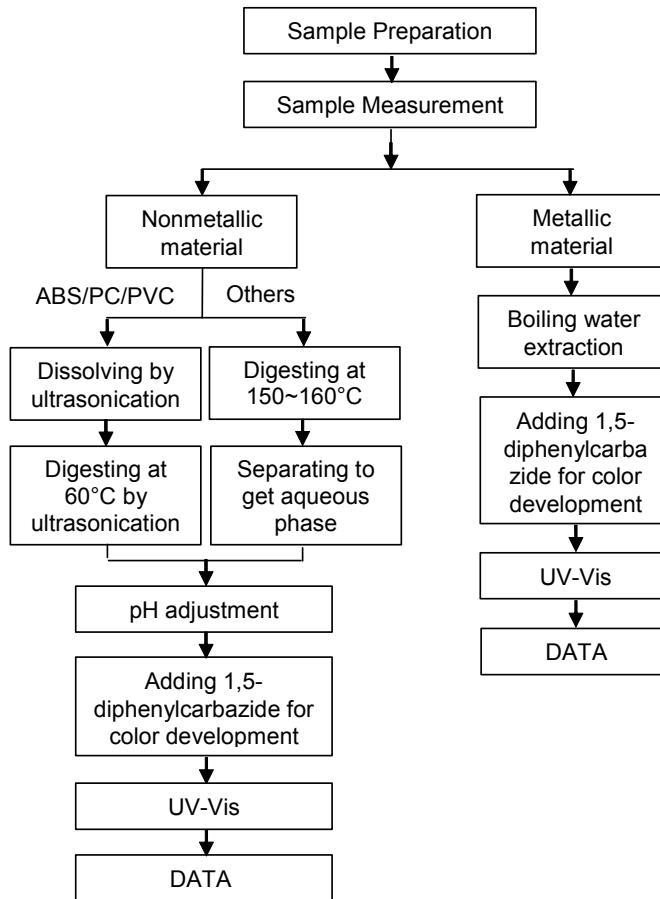 Sample Preparation
Sample Measurement
Nonmetallic
material
Metallic
material
ABS/PC/PVC
Others
Boiling water
extraction
Dissolving by
ultrasonication
Digesting at
150~160°C
Adding 1,5-
diphenylcarba
zide for color
development
Digesting at
60°C by
ultrasonication
Separating to
get aqueous
phase
UV-Vis
pH adjustment
DATA
Adding 1,5-
diphenylcarbazide for
color development
UV-Vis
DATA